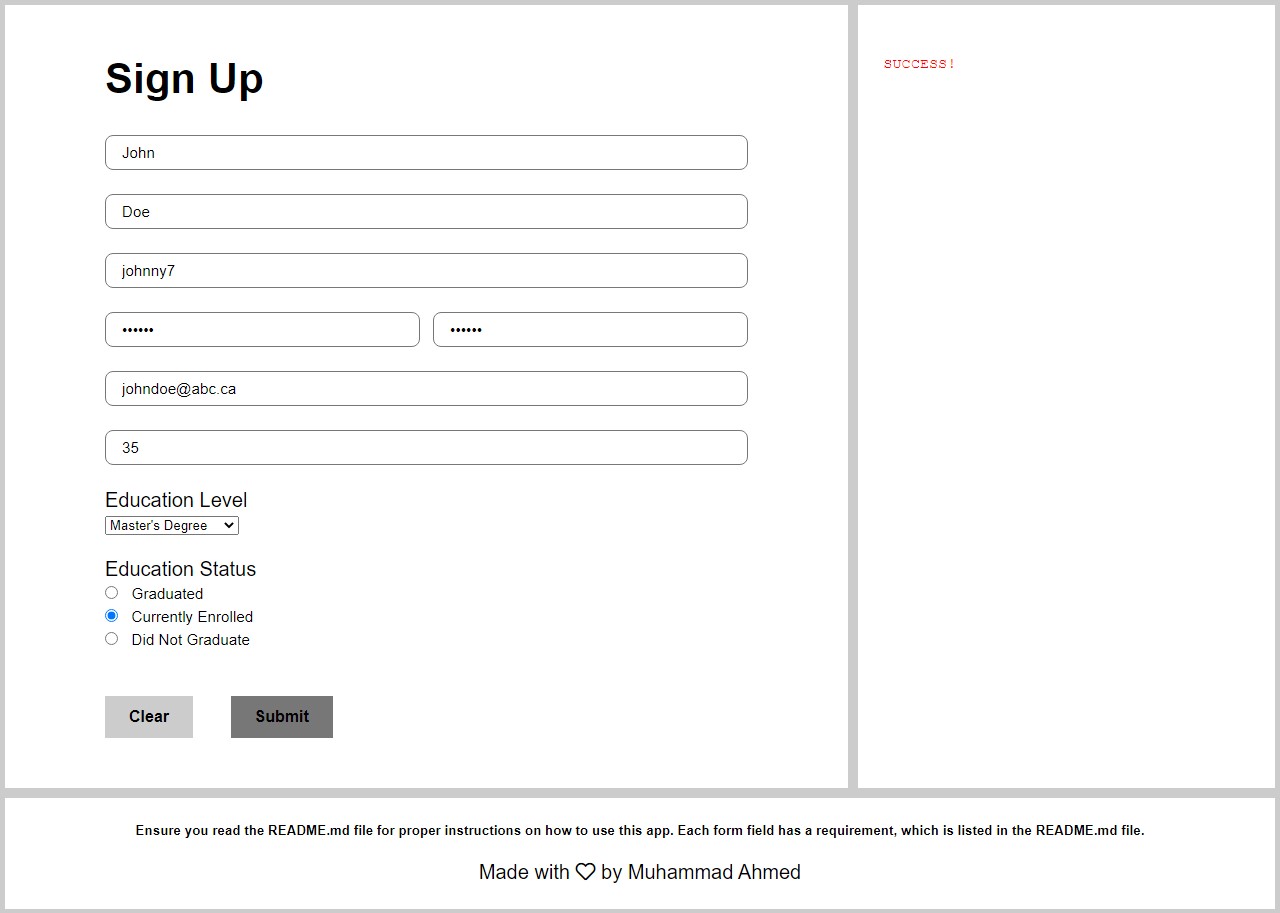 Sign Up
John
Doe
johnny7
•••••• ••••••
johndoe@abc.ca
35
Education Level
Master's Degree
Education Status
Graduated
Currently Enrolled
Did Not Graduate
Clear Submit
SUCCESS!
Ensure you read the README.md file for proper instructions on how to use this app. Each form field has a requirement, which is listed in the README.md file.
Made with ♡ by Muhammad Ahmed